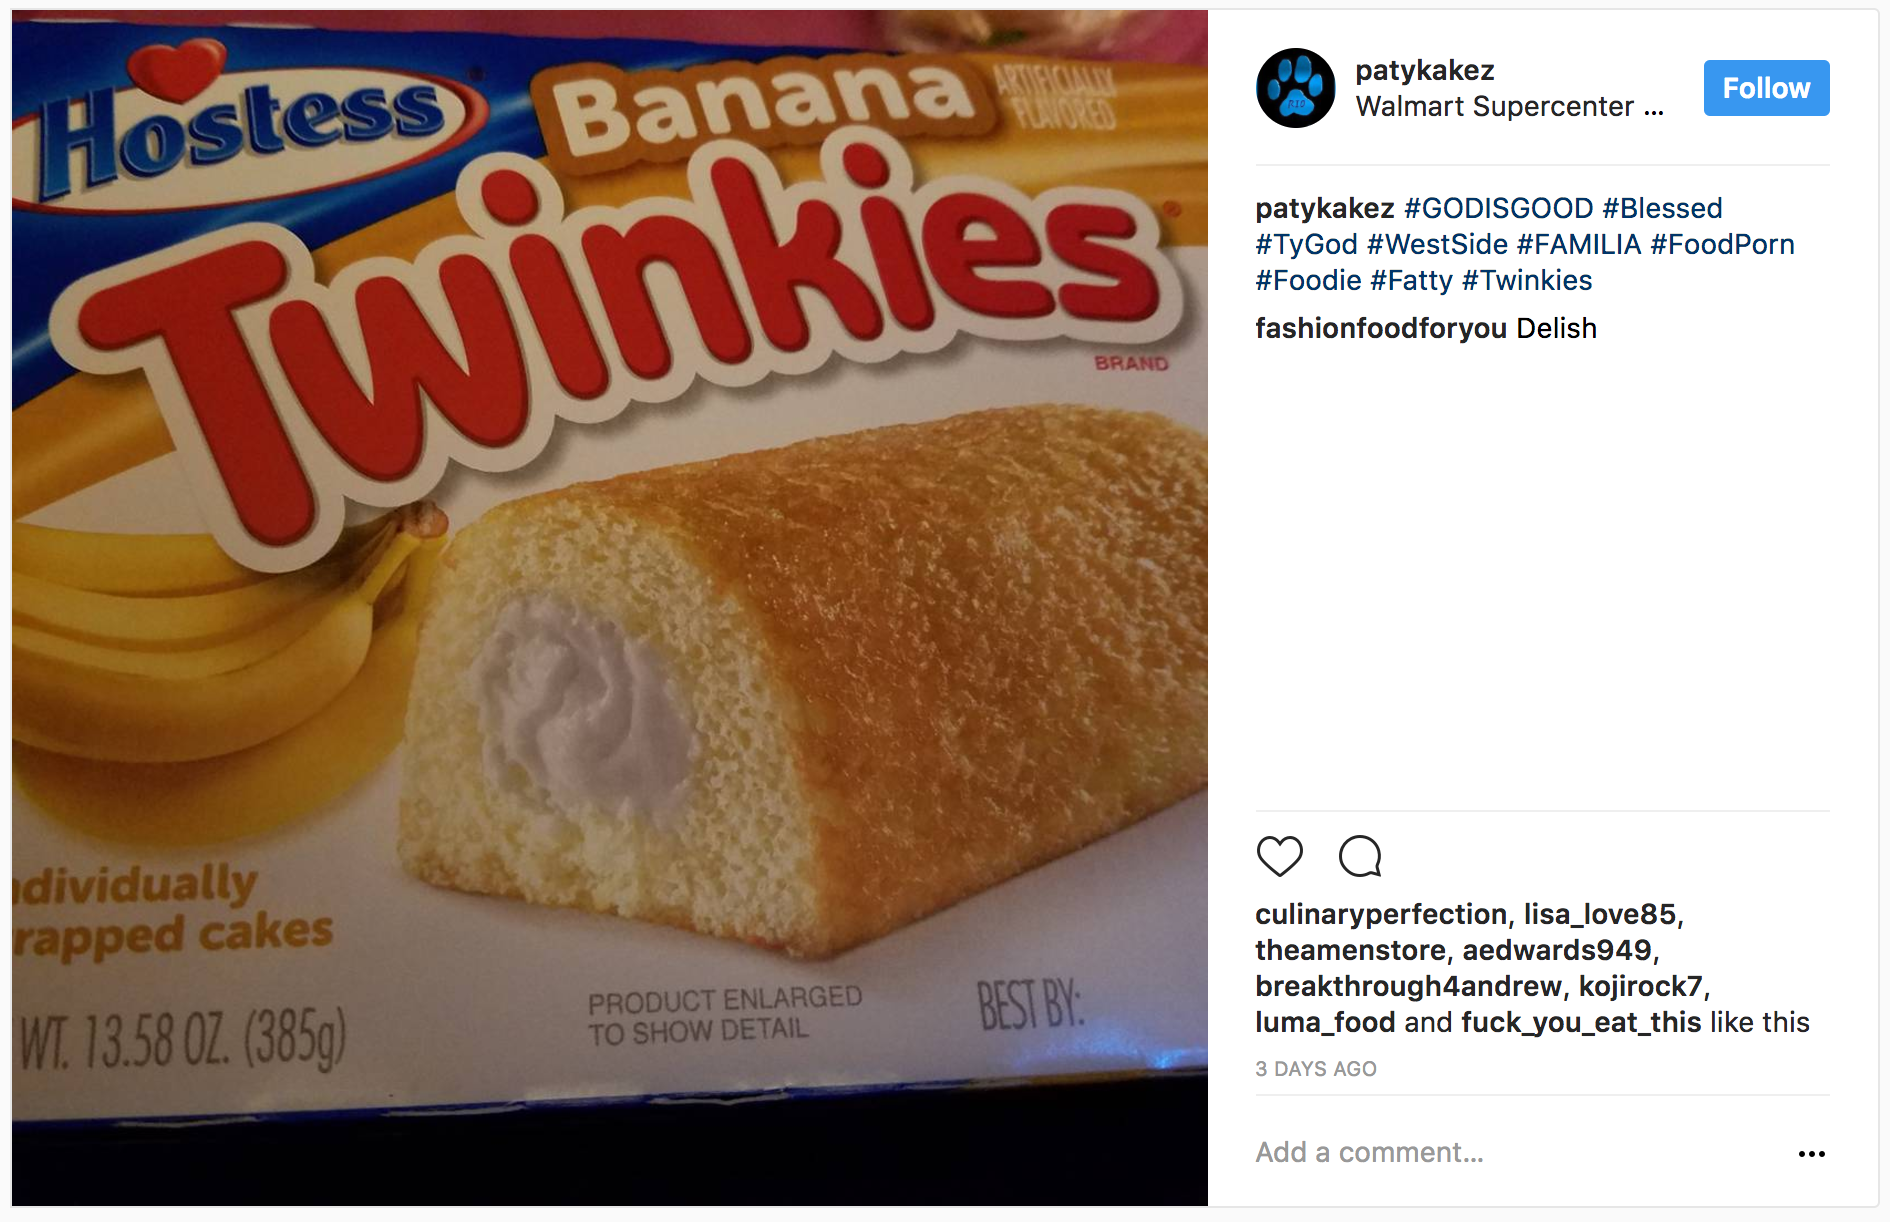 Hostess
Banana
ARTIFICIALLY
FLAVORED
Twinkies
BRAND
dividually
rapped cakes
WT. 13.58 OZ. (385g)
PRODUCT ENLARGED
TO SHOW DETAIL
BEST BY:
R10
patykakez
Walmart Supercenter ...
Follow
patykakez #GODISGOOD #Blessed
#TyGod #WestSide #FAMILIA #FoodPorn
#Foodie #Fatty #Twinkies
fashionfoodforyou Delish
culinaryperfection, lisa_love85,
theamenstore, aedwards949,
breakthrough4andrew, kojirock7,
luma_food and fuck_you_eat_this like this
3 DAYS AGO
Add a comment...